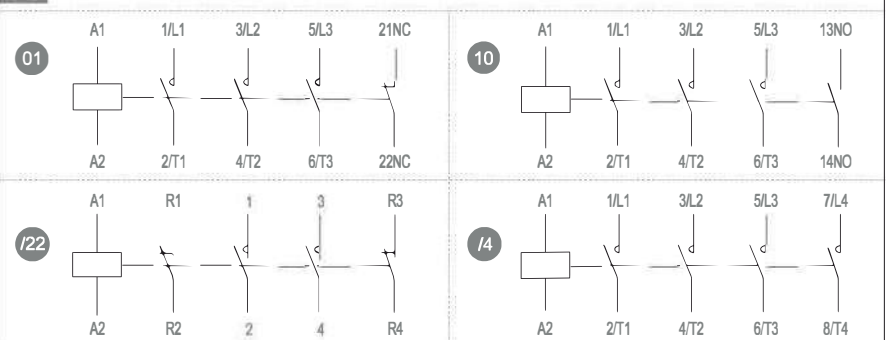 A1 1/L1 3/L2 5/L3 21NC
01
A2 2/T1 4/T2 6/T3 22NC
A1 1/L1 3/L2 5/L3 13NO
10
A2 2/T1 4/T2 6/T3 14NO
A1 R1 1 3 R3
/22
A2 R2 2 4 R4
A1 1/L1 3/L2 5/L3 7/L4
/4
A2 2/T1 4/T2 6/T3 8/T4